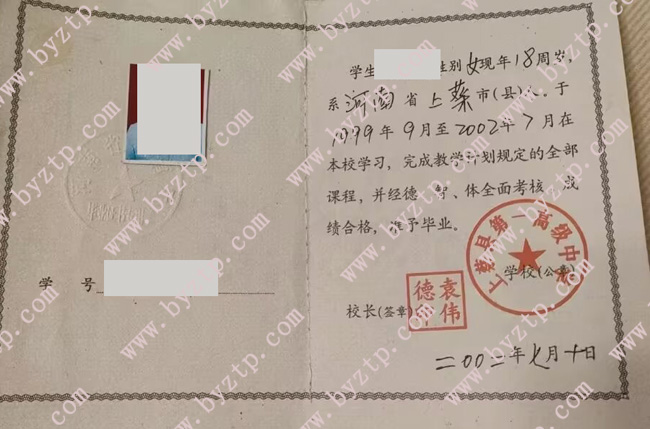 学号
学生 性别女现年18周岁,
系河南省上蔡市(县)人,于
1999年9月至2002年7月在
本校学习,完成教学计划规定的全部
课程,并经德 智、体全面考核 成
绩合格,准予毕业。
上蔡县第一高级中学
学校(公章)
校长(签章)
袁伟德印
二〇〇二年七月十日
www.byztp.com